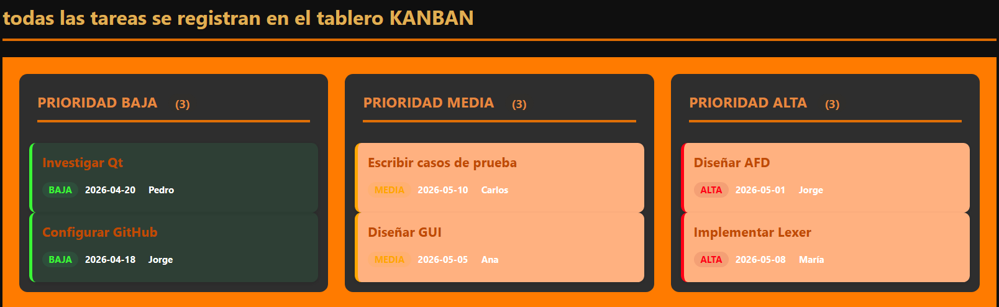 todas las tareas se registran en el tablero KANBAN
PRIORIDAD BAJA (3)
Investigar Qt
BAJA 2026-04-20 Pedro
Configurar GitHub
BAJA 2026-04-18 Jorge
PRIORIDAD MEDIA (3)
Escribir casos de prueba
MEDIA 2026-05-10 Carlos
Diseñar GUI
MEDIA 2026-05-05 Ana
PRIORIDAD ALTA (3)
Diseñar AFD
ALTA 2026-05-01 Jorge
Implementar Lexer
ALTA 2026-05-08 María